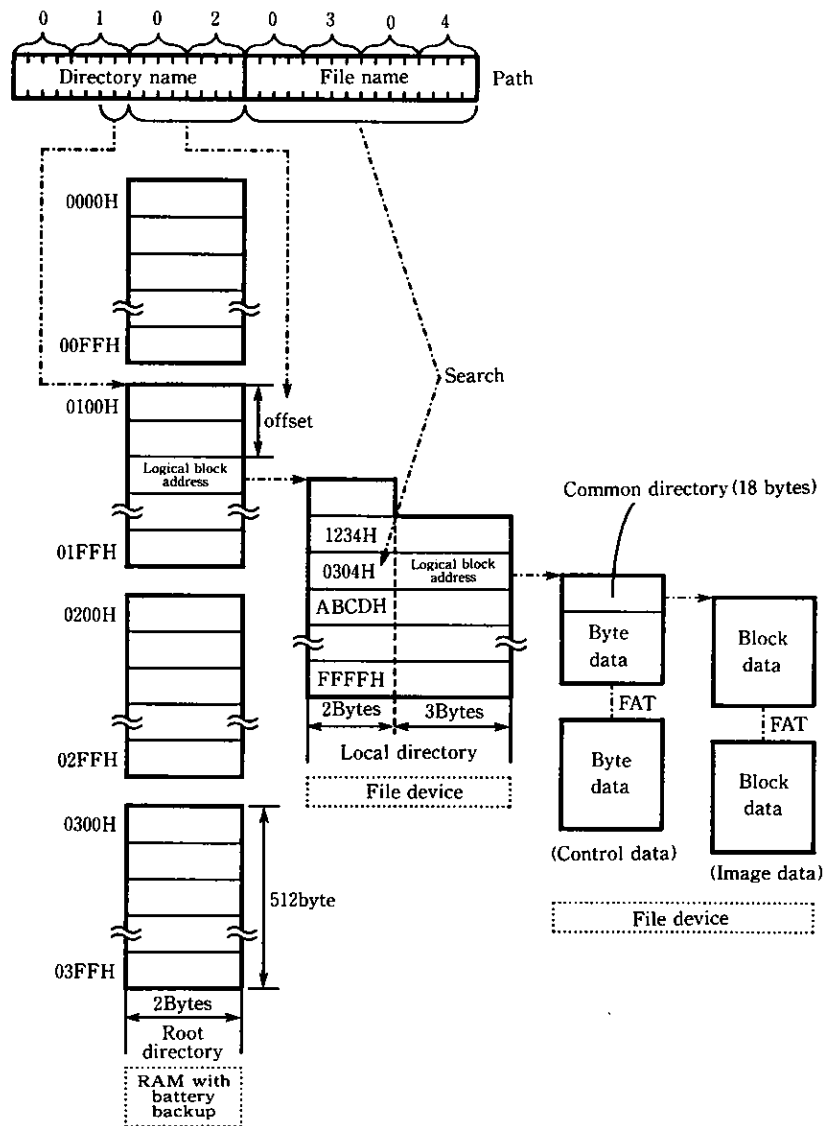 0 1 0 2 0 3 0 4
Directory name File name Path
0000H
00FFH
Search
0100H
offset
Logical block
address
01FFH
Common directory (18 bytes)
1234H
0304H Logical block
address
ABCDH
FFFFH
2Bytes 3Bytes
Local directory
File device
Byte
data
FAT
Byte
data
(Control data)
Block
data
FAT
Block
data
(Image data)
File device
0200H
02FFH
0300H
512byte
03FFH
2Bytes
Root
directory
RAM with
battery
backup